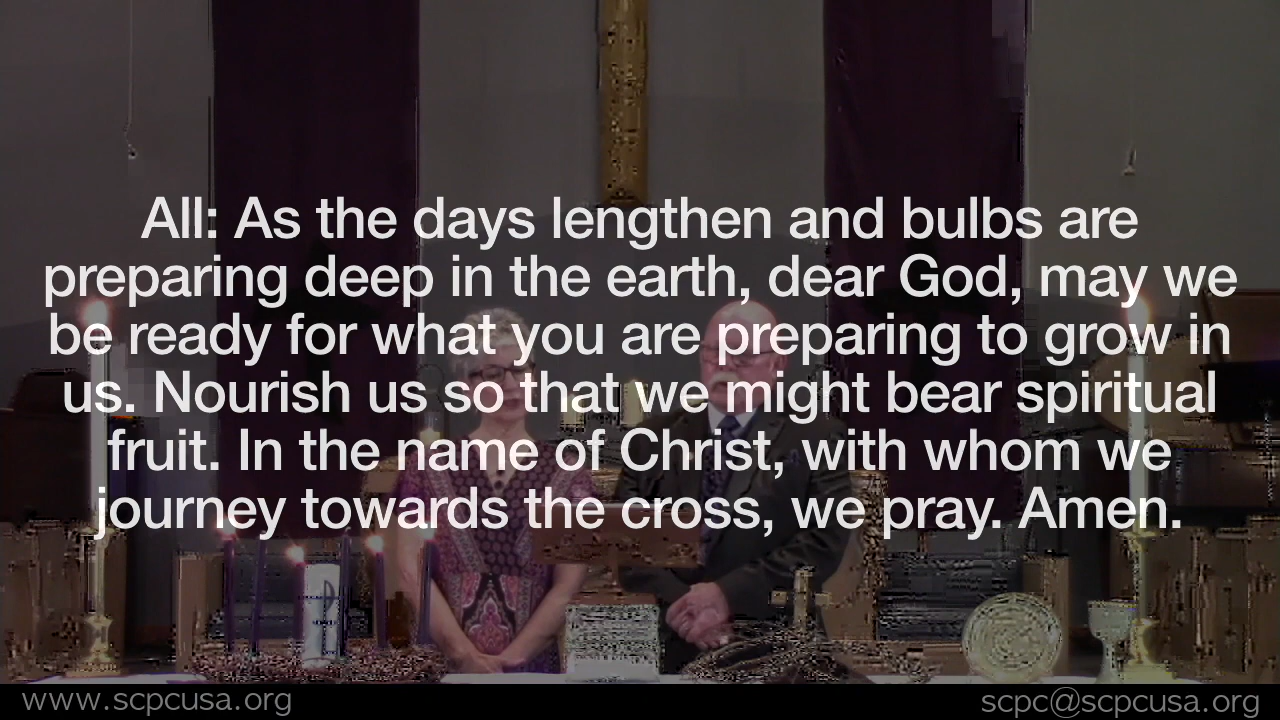 All: As the days lengthen and bulbs are
preparing deep in the earth, dear God, may we
be ready for what you are preparing to grow in
us. Nourish us so that we might bear spiritual
fruit. In the name of Christ, with whom we
journey towards the cross, we pray. Amen.
www.scpcusa.org
scpc@scpcusa.org